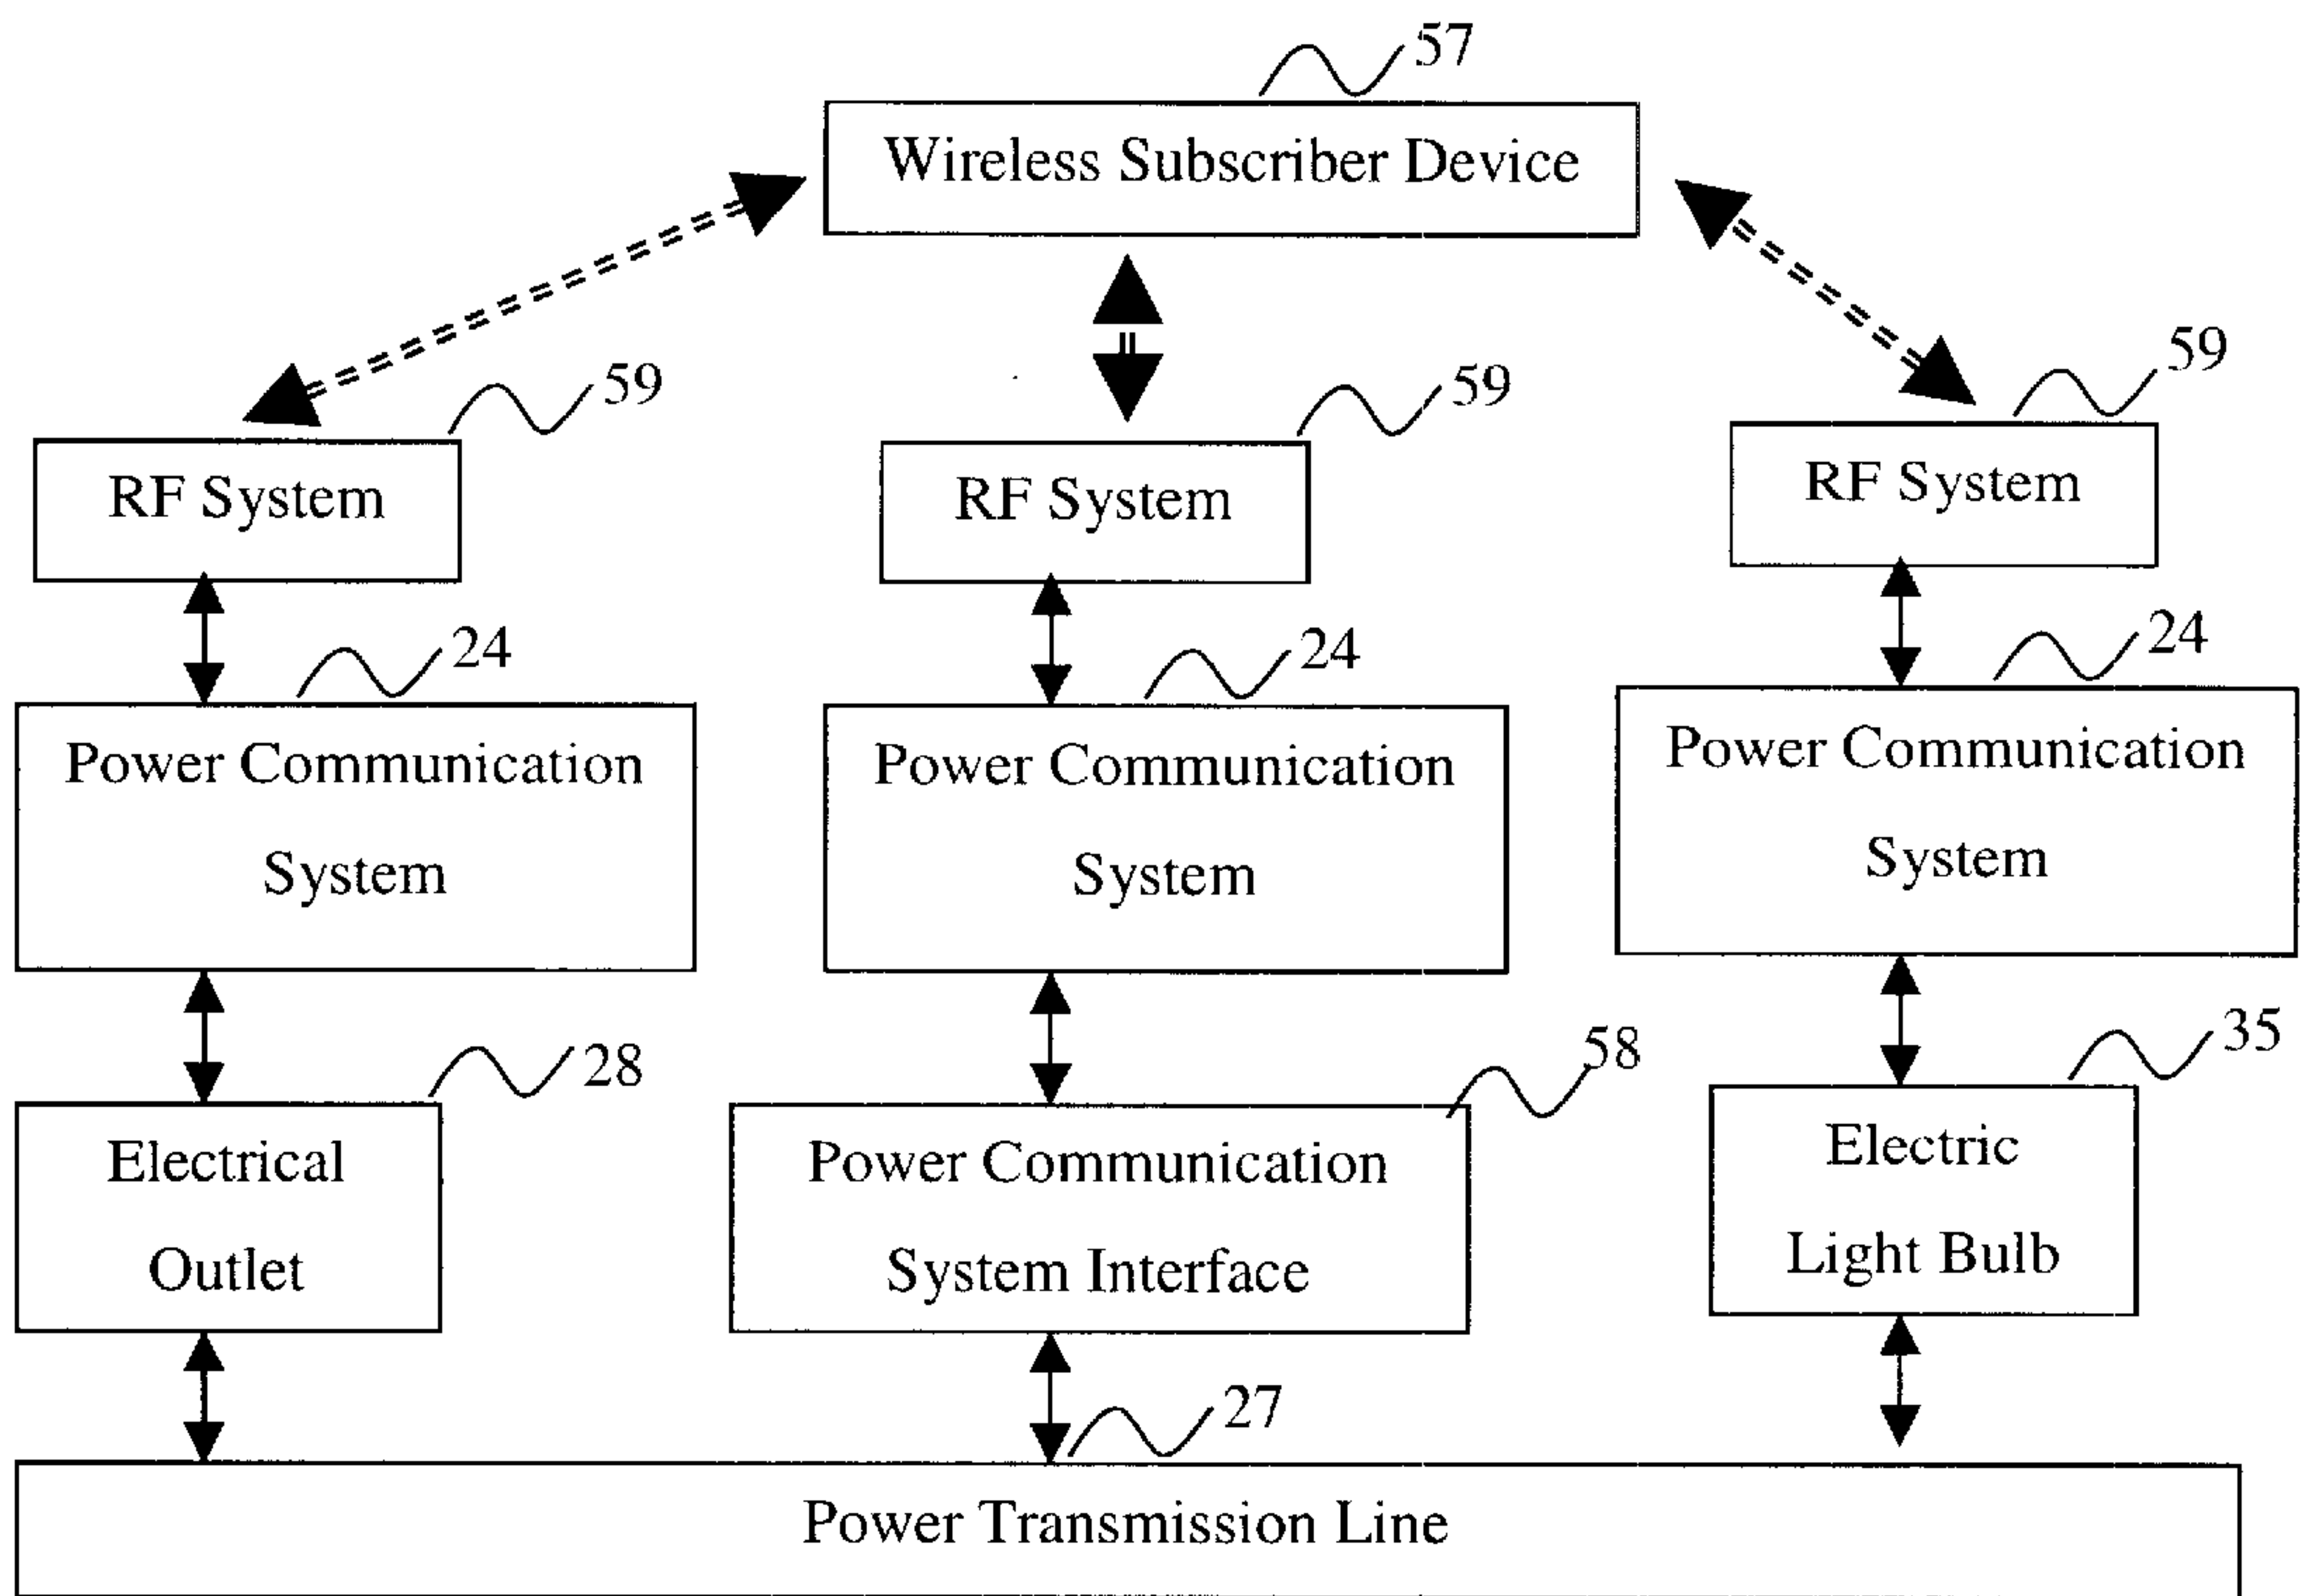 57
Wireless Subscriber Device
59
59
59
RF System
RF System
RF System
24
24
24
Power Communication
System
Power Communication
System
Power Communication
System
28
58
35
Electrical
Outlet
Power Communication
System Interface
Electric
Light Bulb
27
Power Transmission Line